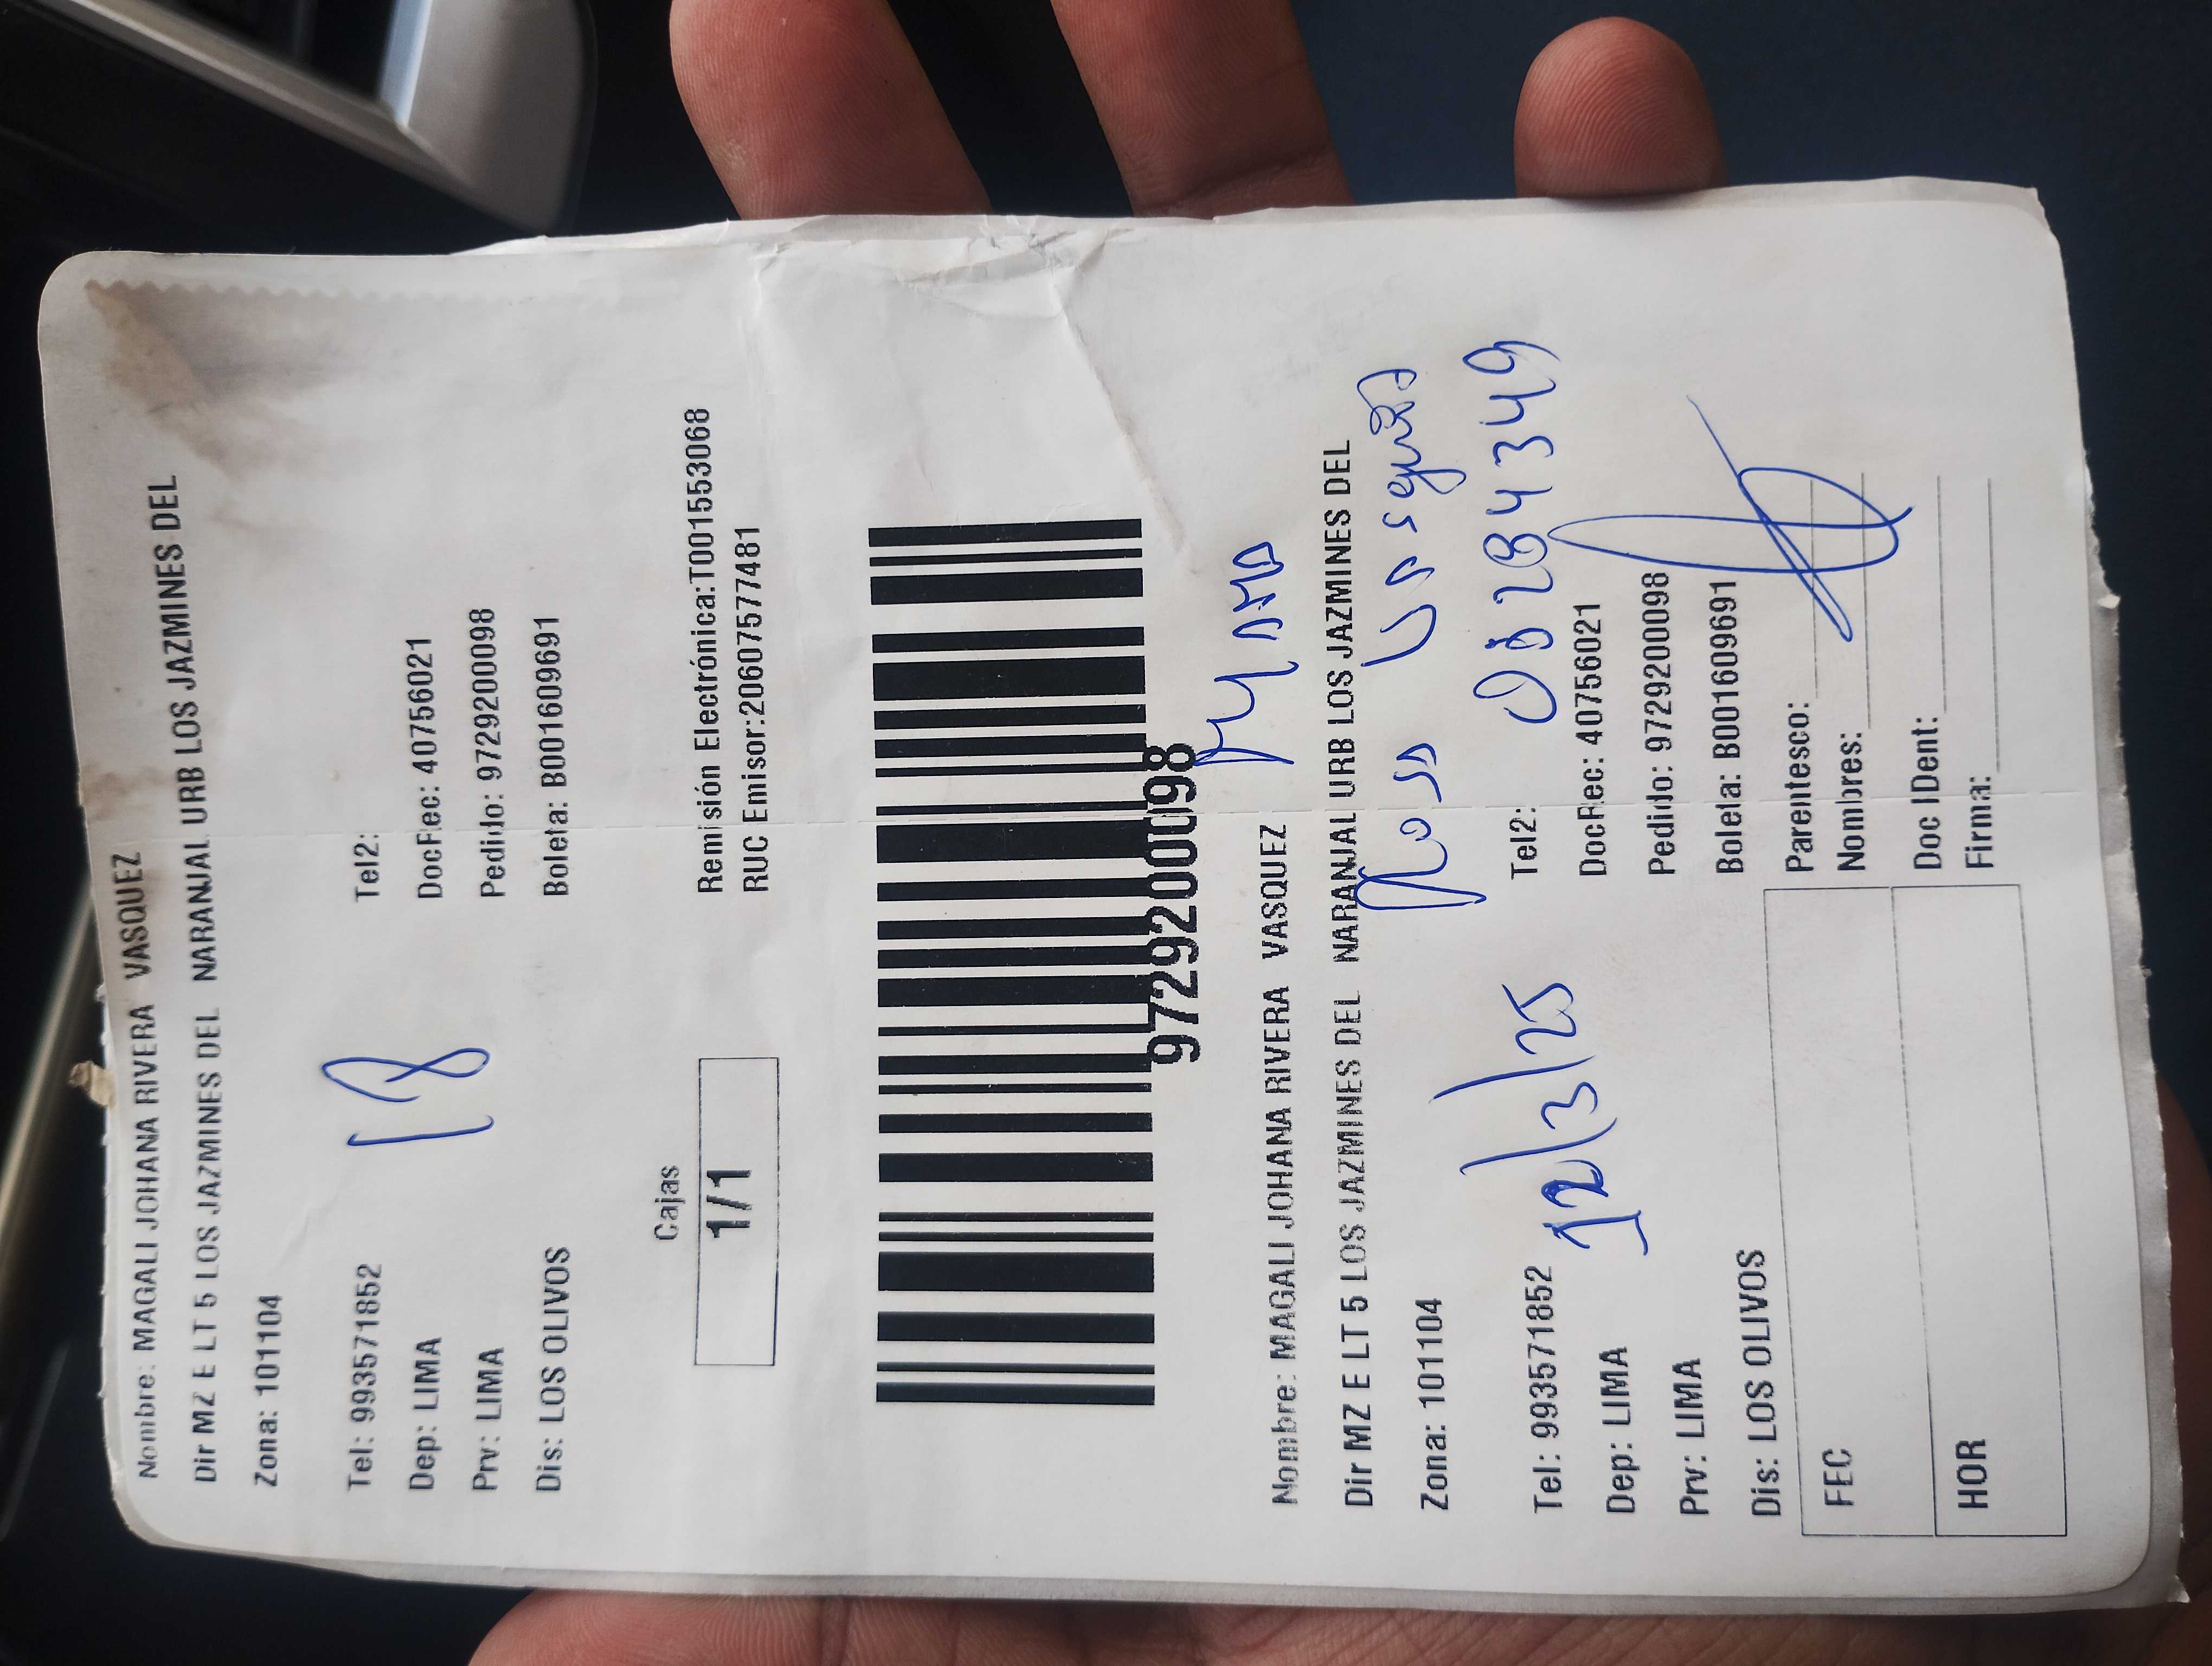 Nombre: MAGALI JOHANA RIVERA VASQUEZ
Dir MZ E LT 5 LOS JAZMINES DEL NARANJAL URB LOS JAZMINES DEL
Zona: 101104
18
Tel: 993571852 Tel2:
Dep: LIMA DocRec: 40756021
Prv: LIMA Pedido: 9729200098
Dis: LOS OLIVOS Boleta: B001609691
Cajas
1/1
Remisión Electrónica:T001553068
RUC Emisor:20607577481
9729200098
Nombre: MAGALI JOHANA RIVERA VASQUEZ
Dir MZ E LT 5 LOS JAZMINES DEL NARANJAL URB LOS JAZMINES DEL
Rosa
Zona: 101104
08284349
Tel: 993571852 Tel2:
12/3/25
Dep: LIMA DocRec: 40756021
Prv: LIMA Pedido: 9729200098
Dis: LOS OLIVOS Boleta: B001609691
FEC
HOR
Parentesco:
Nombres:
Doc IDent:
Firma: